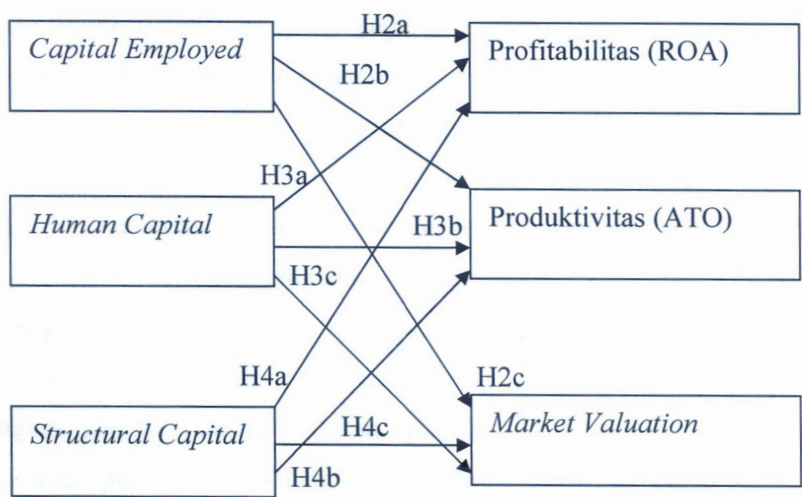 H2a
Capital Employed
Profitabilitas (ROA)
H2b
H3a
Human Capital
H3b
Produktivitas (ATO)
H3c
H4a
H2c
Structural Capital
H4c
Market Valuation
H4b